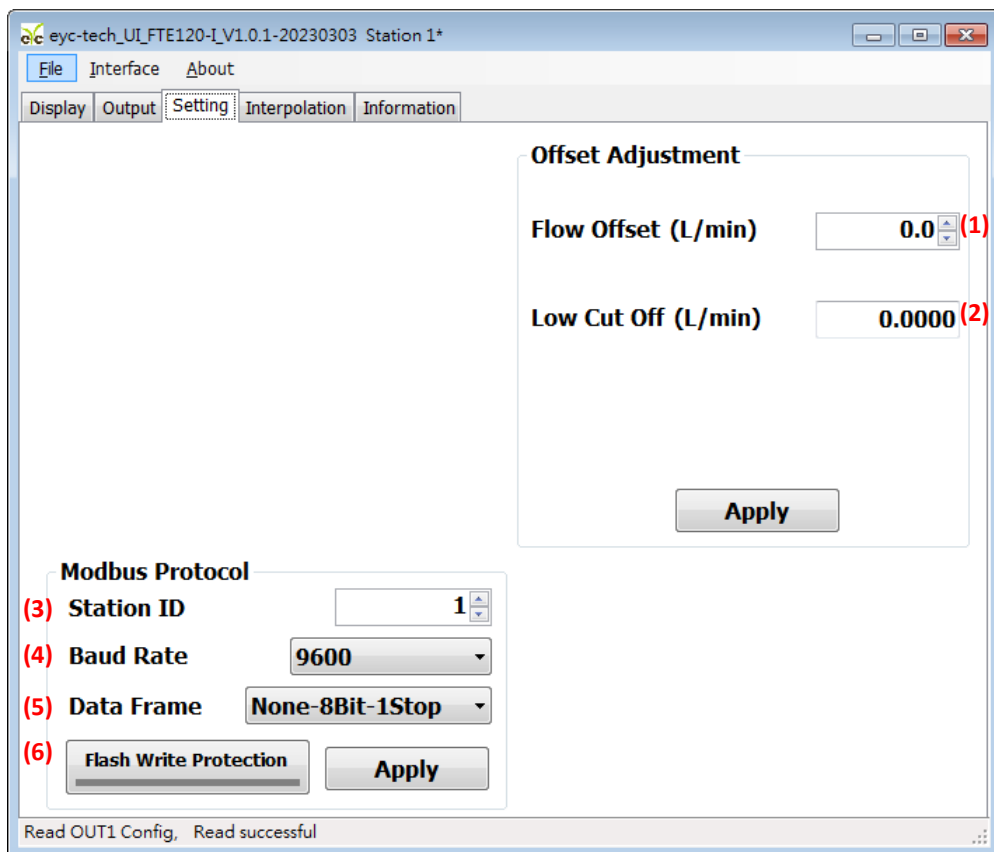 eyc eyc-tech_UI_FTE120-I_V1.0.1-20230303 Station 1*
File Interface About
Display Output Setting Interpolation Information
Offset Adjustment
Flow Offset (L/min) 0.0 (1)
Low Cut Off (L/min) 0.0000 (2)
Apply
Modbus Protocol
(3) Station ID 1
(4) Baud Rate 9600
(5) Data Frame None-8Bit-1Stop
(6) Flash Write Protection Apply
Read OUT1 Config, Read successful